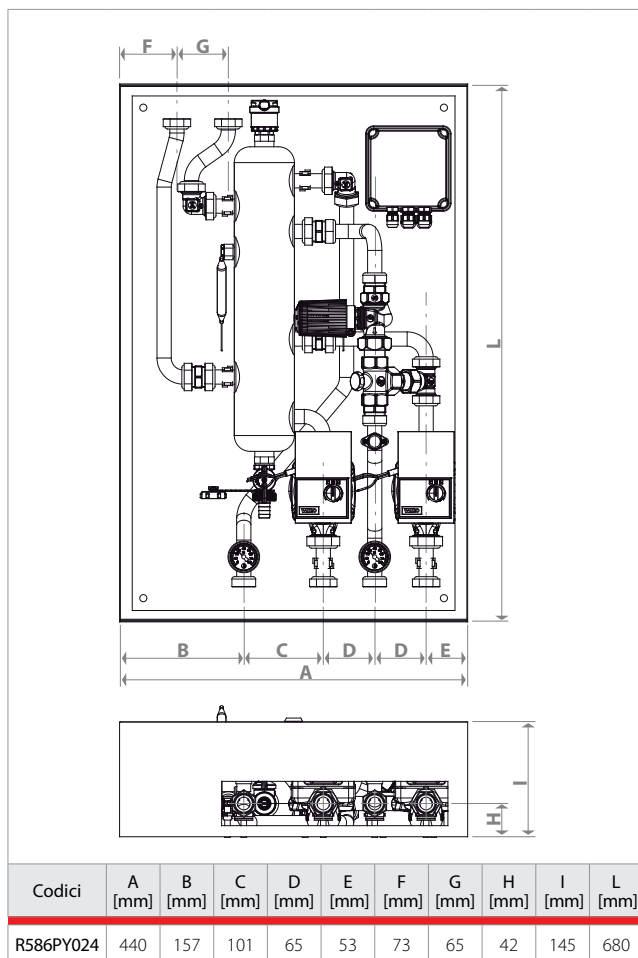 F G
L
B C D D E
A
I
H
Codici A [mm] B [mm] C [mm] D [mm] E [mm] F [mm] G [mm] H [mm] I [mm] L [mm]
R586PY024 440 157 101 65 53 73 65 42 145 680